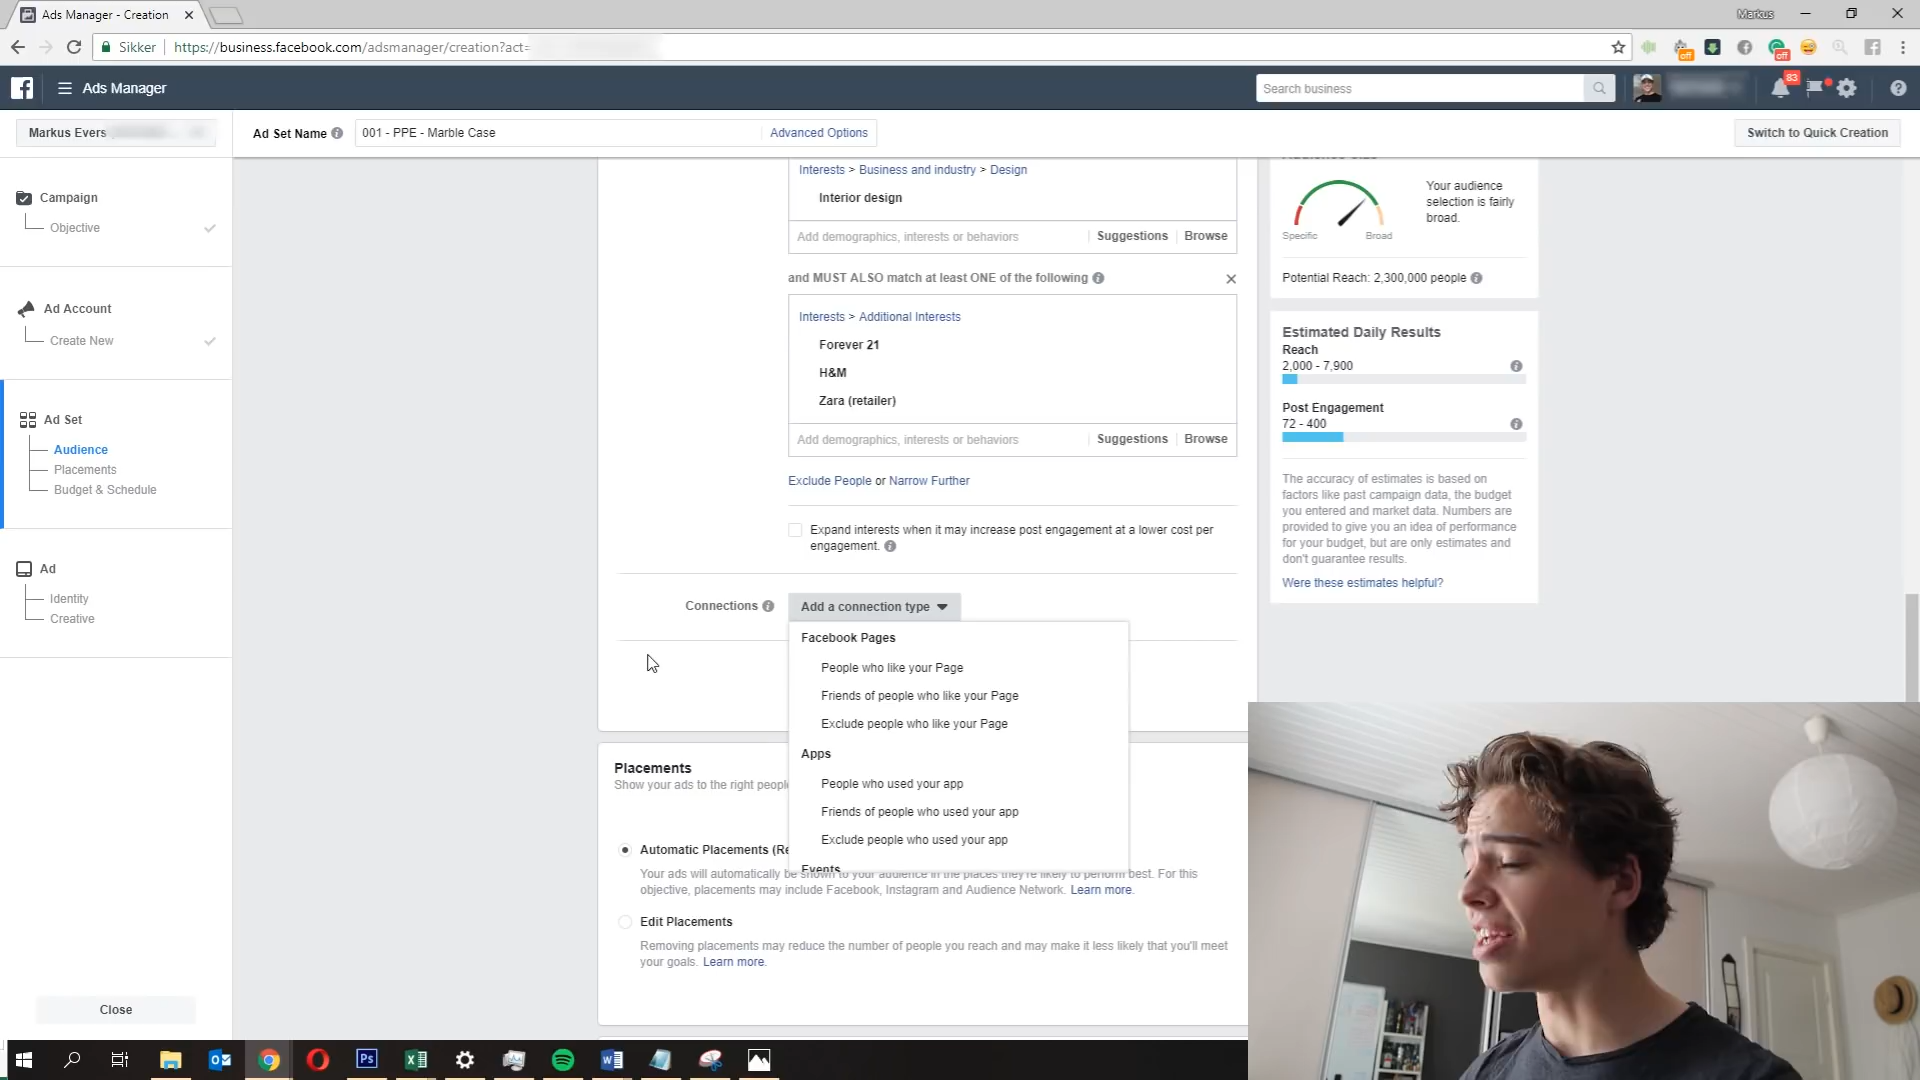 Ads Manager - Creation
Markus
Sikker
https://business.facebook.com/adsmanager/creation?act=
off
off
Ads Manager
Search business
83
Markus Evers
Ad Set Name
001 - PPE - Marble Case
Advanced Options
Switch to Quick Creation
Campaign
Objective
Ad Account
Create New
Ad Set
Audience
Placements
Budget & Schedule
Ad
Identity
Creative
Close
Interests > Business and industry > Design
Interior design
Add demographics, interests or behaviors
Suggestions
Browse
and MUST ALSO match at least ONE of the following
Interests > Additional Interests
Forever 21
H&M
Zara (retailer)
Add demographics, interests or behaviors
Suggestions
Browse
Exclude People or Narrow Further
Expand interests when it may increase post engagement at a lower cost per
engagement.
Connections
Add a connection type
Facebook Pages
People who like your Page
Friends of people who like your Page
Exclude people who like your Page
Apps
People who used your app
Friends of people who used your app
Exclude people who used your app
Events
Placements
Show your ads to the right people
Automatic Placements (Re
Your ads will automatically be shown to your audience in the places they're likely to perform best. For this
objective, placements may include Facebook, Instagram and Audience Network. Learn more.
Edit Placements
Removing placements may reduce the number of people you reach and may make it less likely that you'll meet
your goals. Learn more.
Audience Size
Your audience
selection is fairly
broad.
Specific
Broad
Potential Reach: 2,300,000 people
Estimated Daily Results
Reach
2,000 - 7,900
Post Engagement
72 - 400
The accuracy of estimates is based on
factors like past campaign data, the budget
you entered and market data. Numbers are
provided to give you an idea of performance
for your budget, but are only estimates and
don't guarantee results.
Were these estimates helpful?
Ps